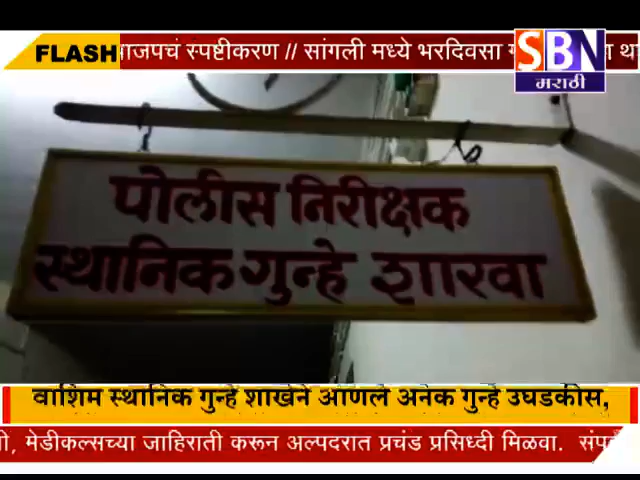 FLASH
भाजपचं स्पष्टीकरण // सांगली मध्ये भरदिवसा
SBN
मराठी
पोलीस निरीक्षक
स्थानिक गुन्हे शाखा
वाशिम स्थानिक गुन्हे शाखेने आणले अनेक गुन्हे उघडकीस,
मेडीकल्सच्या जाहिराती करून अल्पदरात प्रचंड प्रसिध्दी मिळवा.